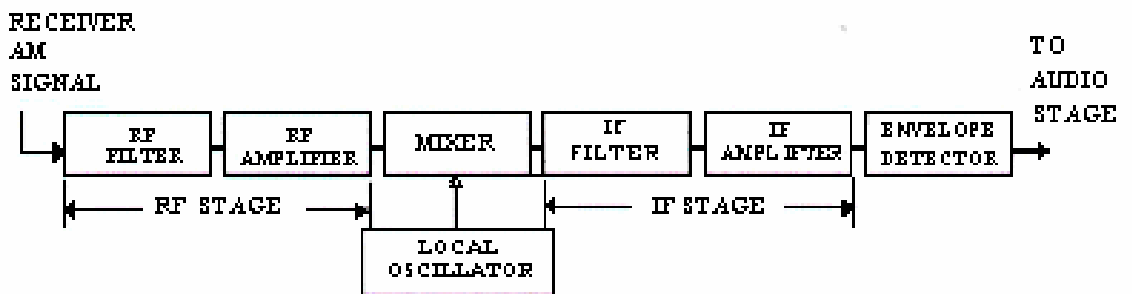 RECEIVER
AM
SIGNAL
TO
AUDIO
STAGE
RF
FILTER
RF
AMPLIFIER
MIXER
IF
FILTER
IF
AMPLIFTER
ENVELOPE
DETECTOR
RF STAGE
IF STAGE
LOCAL
OSCILLATOR